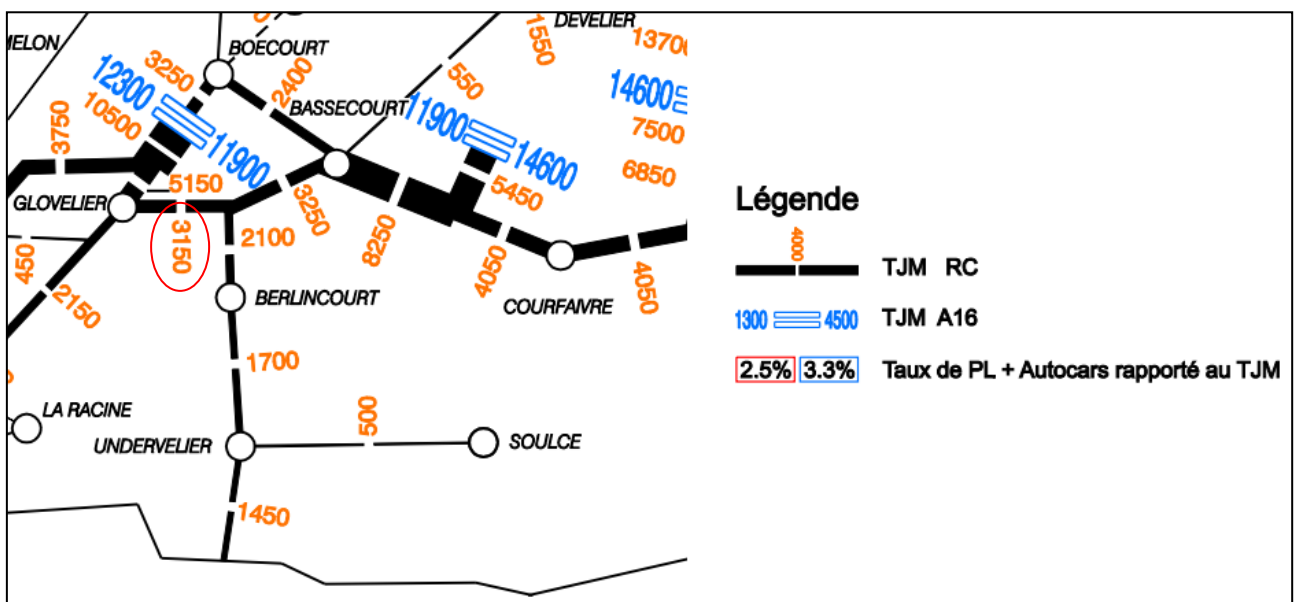 DEVELIER
MELON
BOECOURT
1550
13700
3250
12300
2400
550
14600
10500
BASSECOURT
11900
3750
7500
11900
14600
6850
5150
5450
GLOVELIER
3250
3150
2100
8250
4050
450
2150
BERLINCOURT
COURFAIVRE
4050
1700
LA RACINE
500
UNDERVELIER
SOULCE
1450
Légende
4000
TJM RC
1300 4500 TJM A16
2.5% 3.3% Taux de PL + Autocars rapporté au TJM